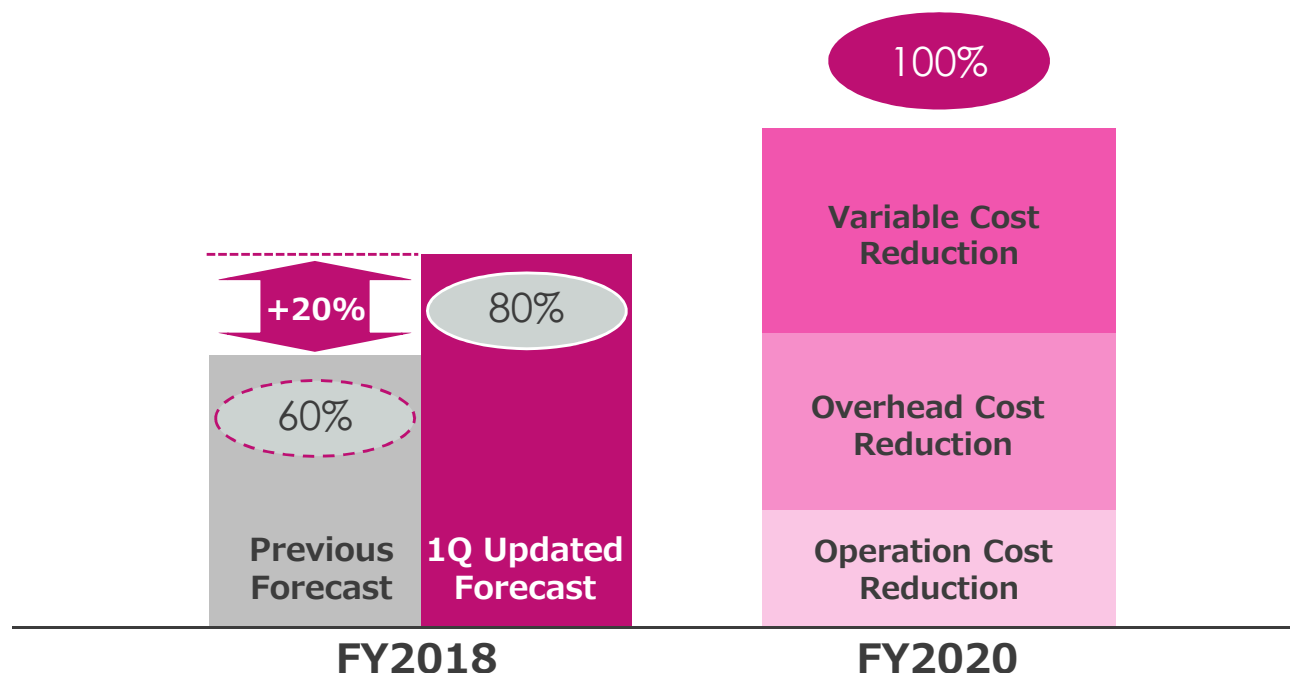 100%
Variable Cost
Reduction
+20%
80%
60%
Overhead Cost
Reduction
Previous
Forecast
1Q Updated
Forecast
Operation Cost
Reduction
FY2018
FY2020